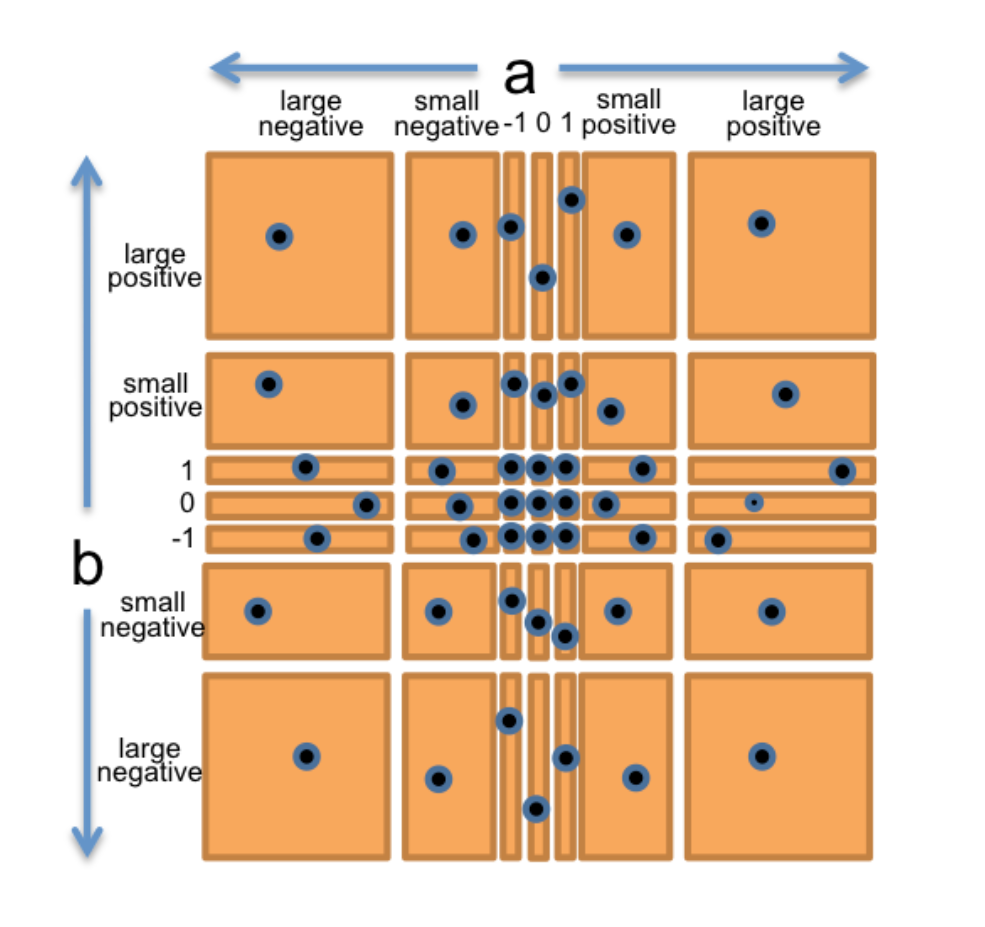 a
large
negative
small
negative
-1 0 1
small
positive
large
positive
large
positive
small
positive
1
0
-1
b
small
negative
large
negative